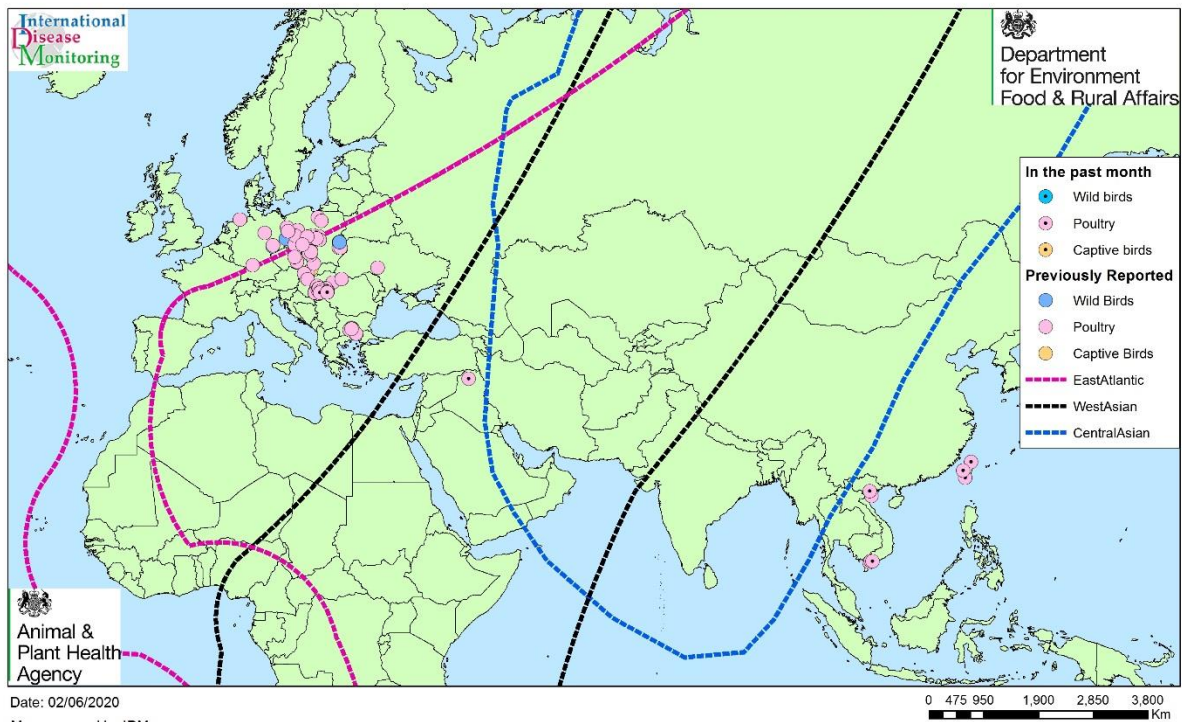 International
Disease
Monitoring
Department
for Environment
Food & Rural Affairs
In the past month
Wild birds
Poultry
Captive birds
Previously Reported
Wild Birds
Poultry
Captive Birds
EastAtlantic
WestAsian
CentralAsian
Animal &
Plant Health
Agency
Date: 02/06/2020
0 475 950 1,900 2,850 3,800
Km